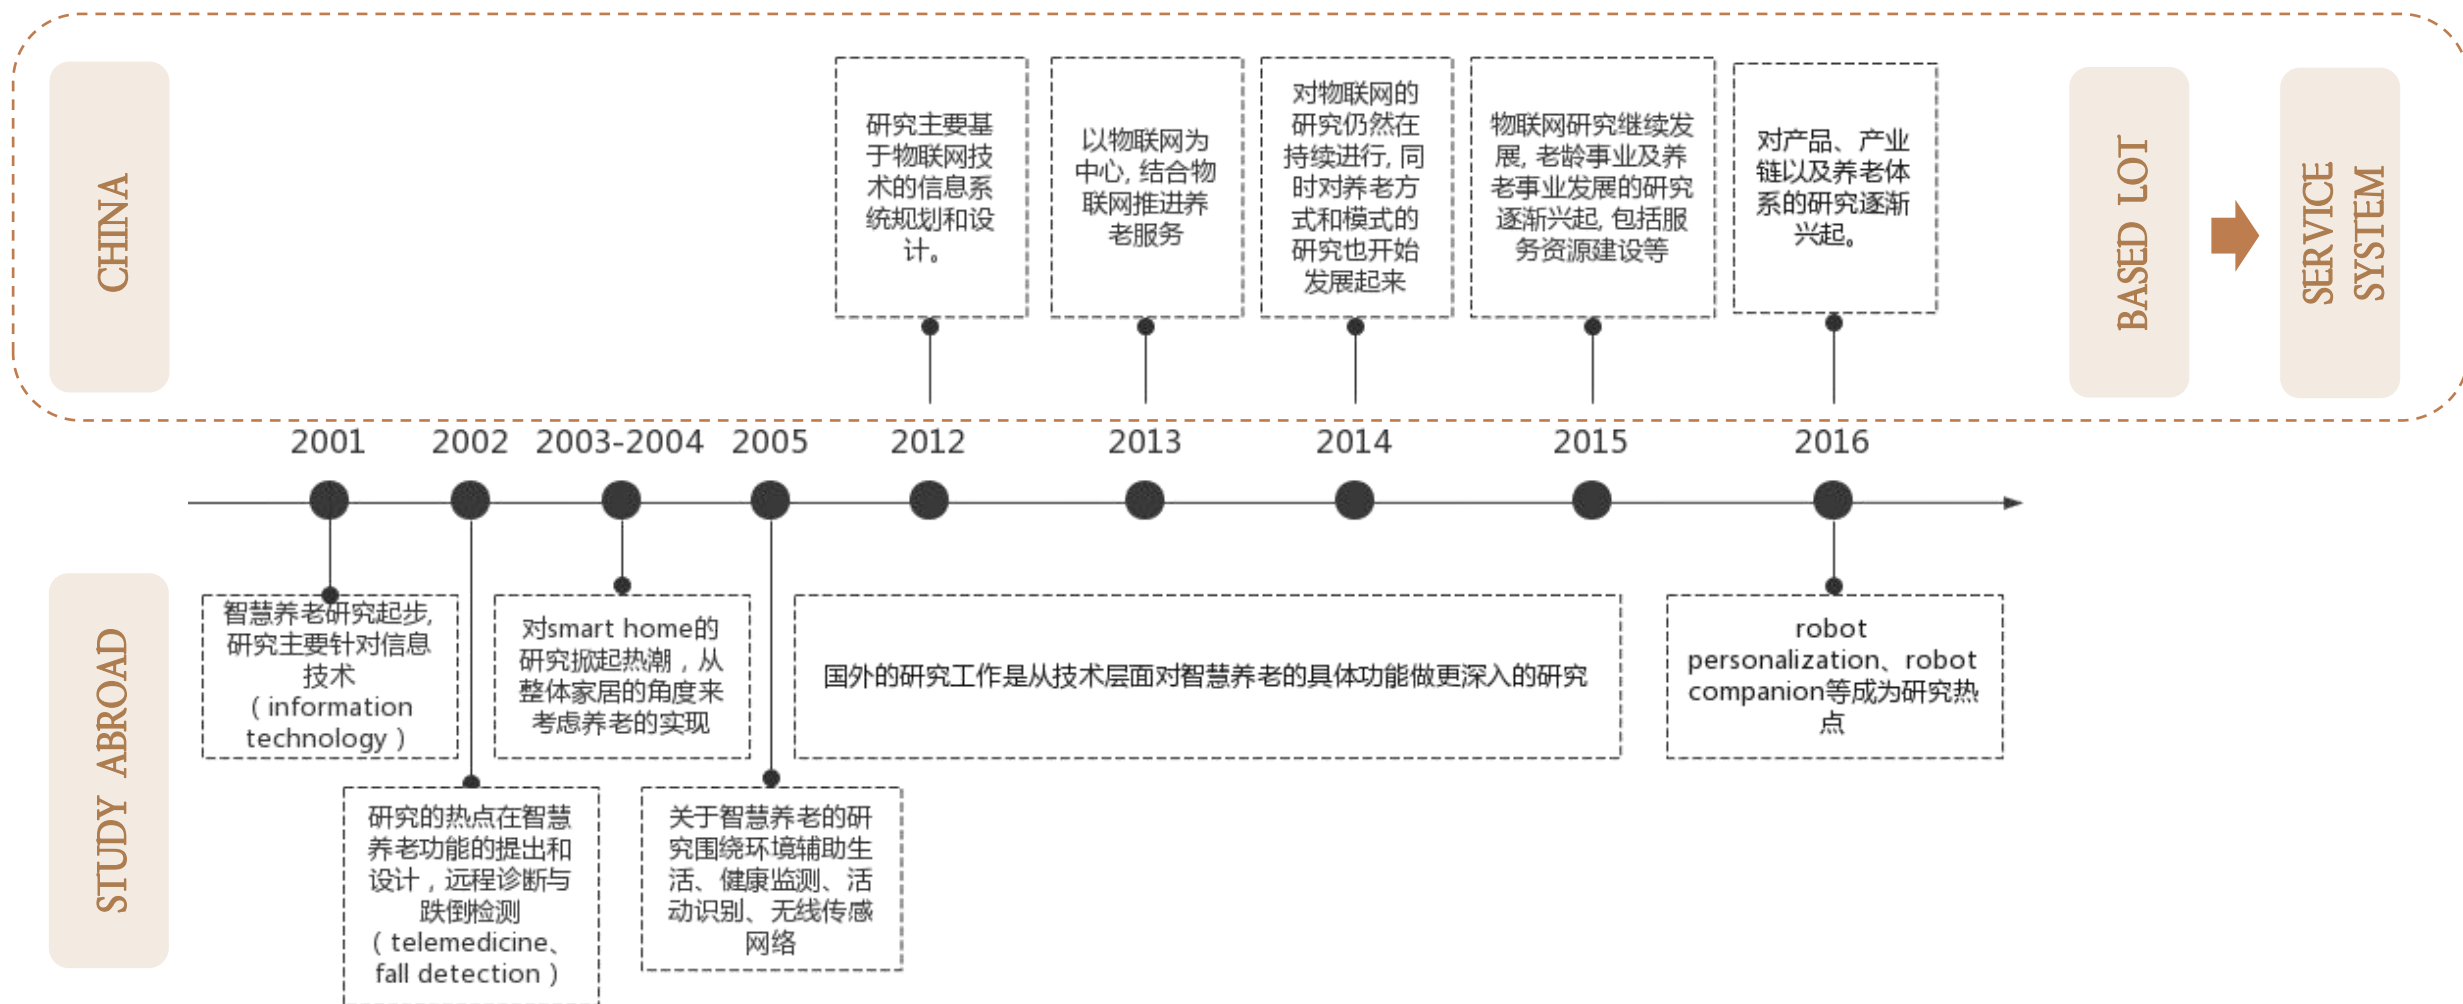 CHINA
研究主要基
于物联网技
术的信息系
统规划和设
计。
以物联网为
中心, 结合物
联网推进养
老服务
对物联网的
研究仍然在
持续进行, 同
时对养老方
式和模式的
研究也开始
发展起来
物联网研究继续发
展, 老龄事业及养
老事业发展的研究
逐渐兴起, 包括服
务资源建设等
对产品、产业
链以及养老体
系的研究逐渐
兴起。
BASED LOT
SERVICE
SYSTEM
2001
2002
2003-2004
2005
2012
2013
2014
2015
2016
STUDY ABROAD
智慧养老研究起步,
研究主要针对信息
技术
（information
technology）
研究的热点在智慧
养老功能的提出和
设计，远程诊断与
跌倒检测
（telemedicine、
fall detection）
对smart home的
研究掀起热潮，从
整体家居的角度来
考虑养老的实现
关于智慧养老的研
究围绕环境辅助生
活、健康监测、活
动识别、无线传感
网络
国外的研究工作是从技术层面对智慧养老的具体功能做更深入的研究
robot
personalization、robot
companion等成为研究热
点